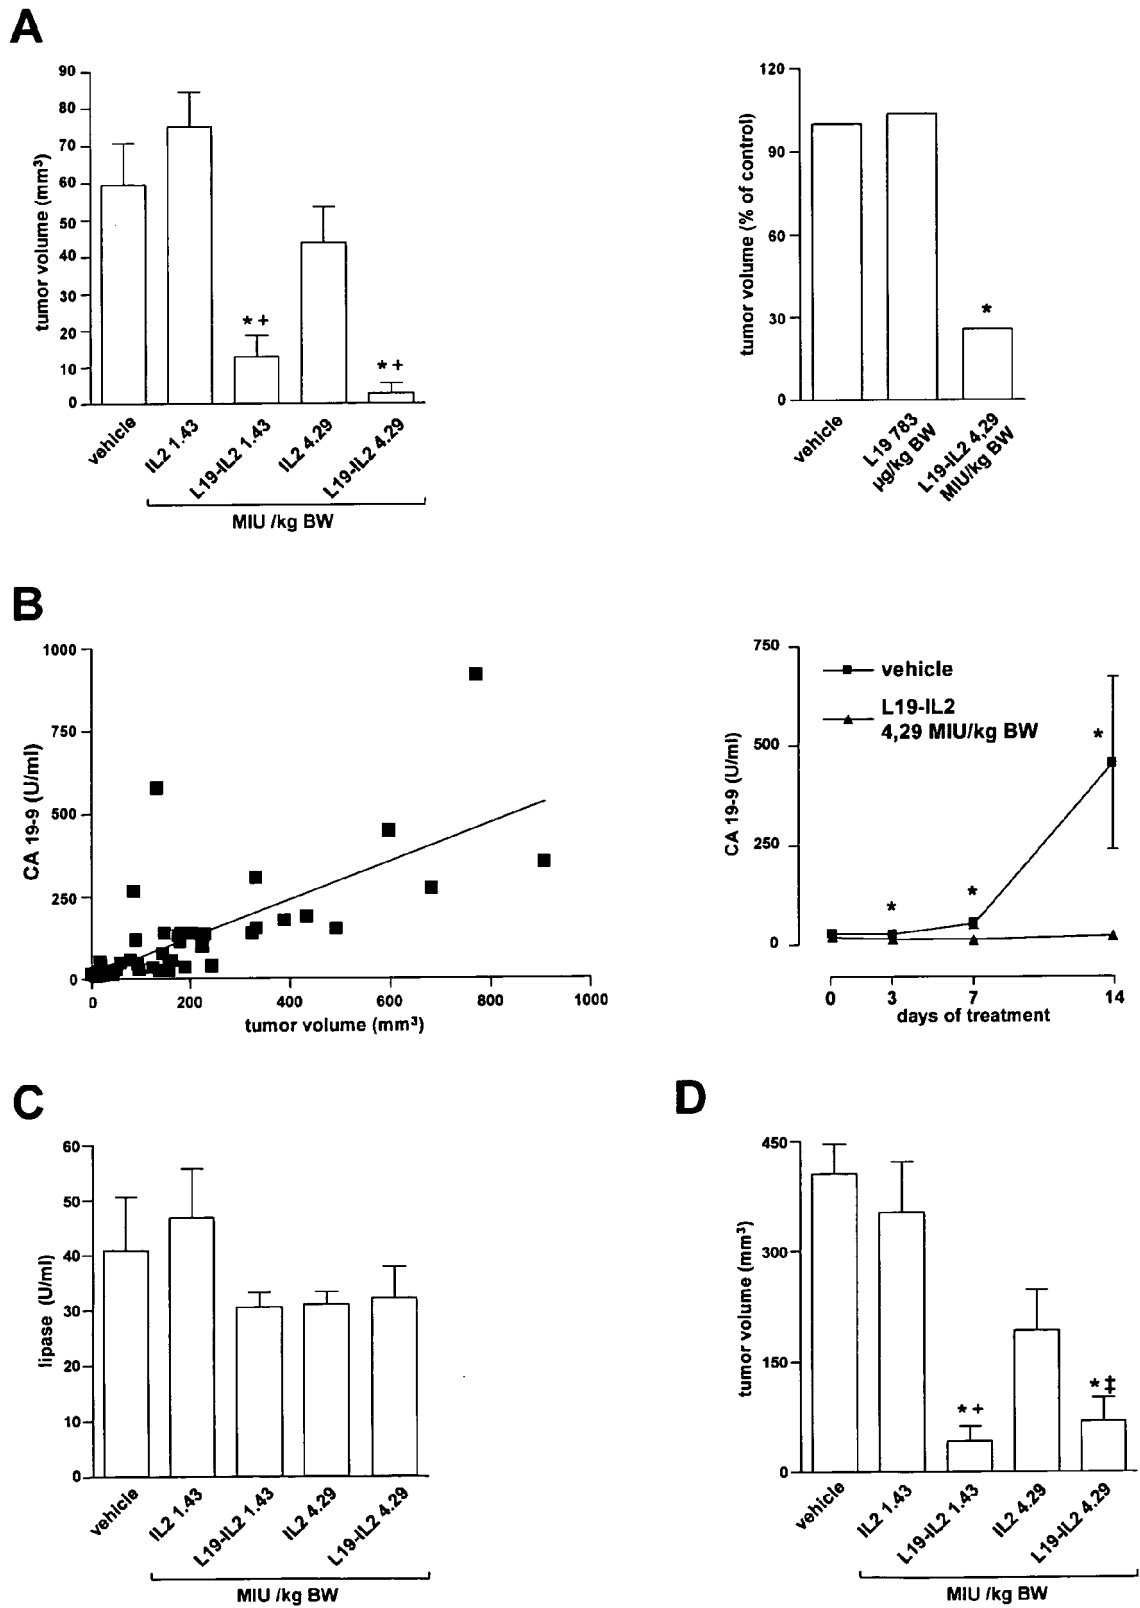 A
90
80
70
60
50
40
30
20
10
0
tumor volume (mm³)
* +
* +
vehicle
IL2 1.43
L19-IL2 1.43
IL2 4.29
L19-IL2 4.29
MIU /kg BW
120
90
60
30
0
tumor volume (% of control)
*
vehicle
L19 783
µg/kg BW
L19-IL2 4,29
MIU/kg BW
B
1000
750
500
250
0
CA 19-9 (U/ml)
0 200 400 600 800 1000
tumor volume (mm³)
750
500
250
0
CA 19-9 (U/ml)
vehicle
L19-IL2
4,29 MIU/kg BW
*
*
*
0 3 7 14
days of treatment
C
60
50
40
30
20
10
0
lipase (U/ml)
vehicle
IL2 1.43
L19-IL2 1.43
IL2 4.29
L19-IL2 4.29
MIU /kg BW
D
450
300
150
0
tumor volume (mm³)
* +
* ‡
vehicle
IL2 1.43
L19-IL2 1.43
IL2 4.29
L19-IL2 4.29
MIU /kg BW